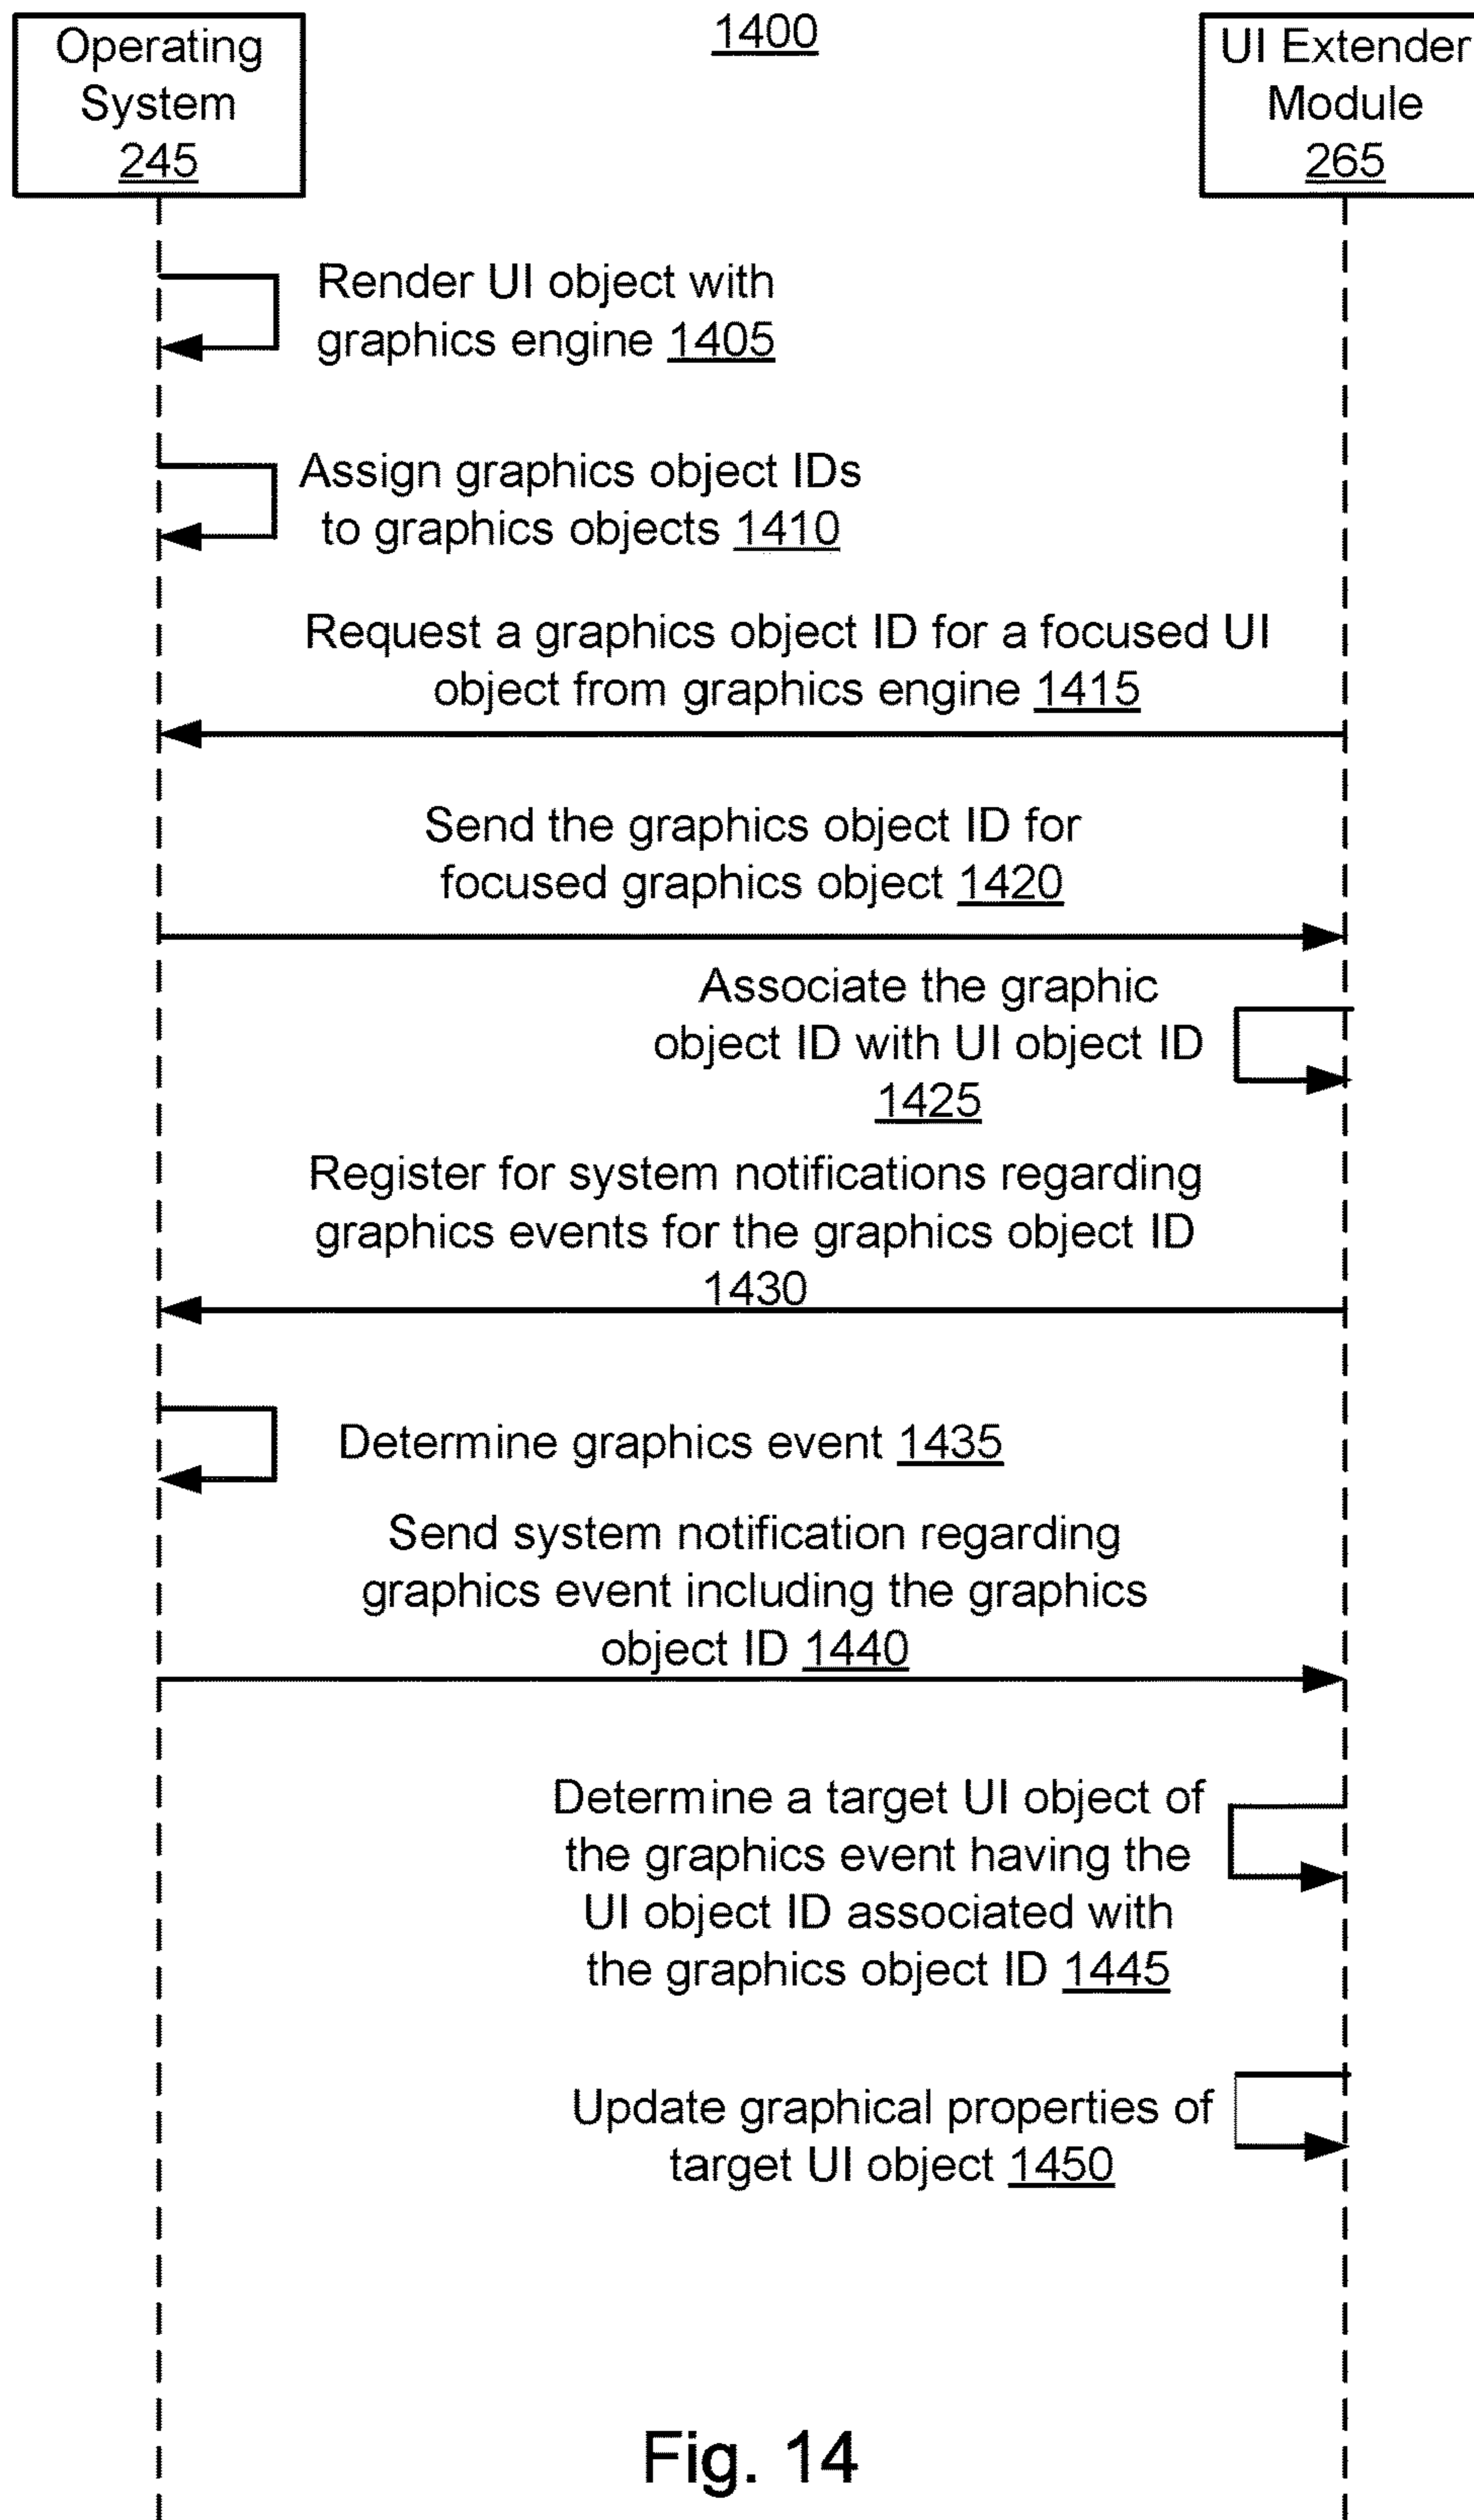 Operating
System
245
1400
UI Extender
Module
265
Render UI object with
graphics engine 1405
Assign graphics object IDs
to graphics objects 1410
Request a graphics object ID for a focused UI
object from graphics engine 1415
Send the graphics object ID for
focused graphics object 1420
Associate the graphic
object ID with UI object ID
1425
Register for system notifications regarding
graphics events for the graphics object ID
1430
Determine graphics event 1435
Send system notification regarding
graphics event including the graphics
object ID 1440
Determine a target UI object of
the graphics event having the
UI object ID associated with
the graphics object ID 1445
Update graphical properties of
target UI object 1450
Fig. 14